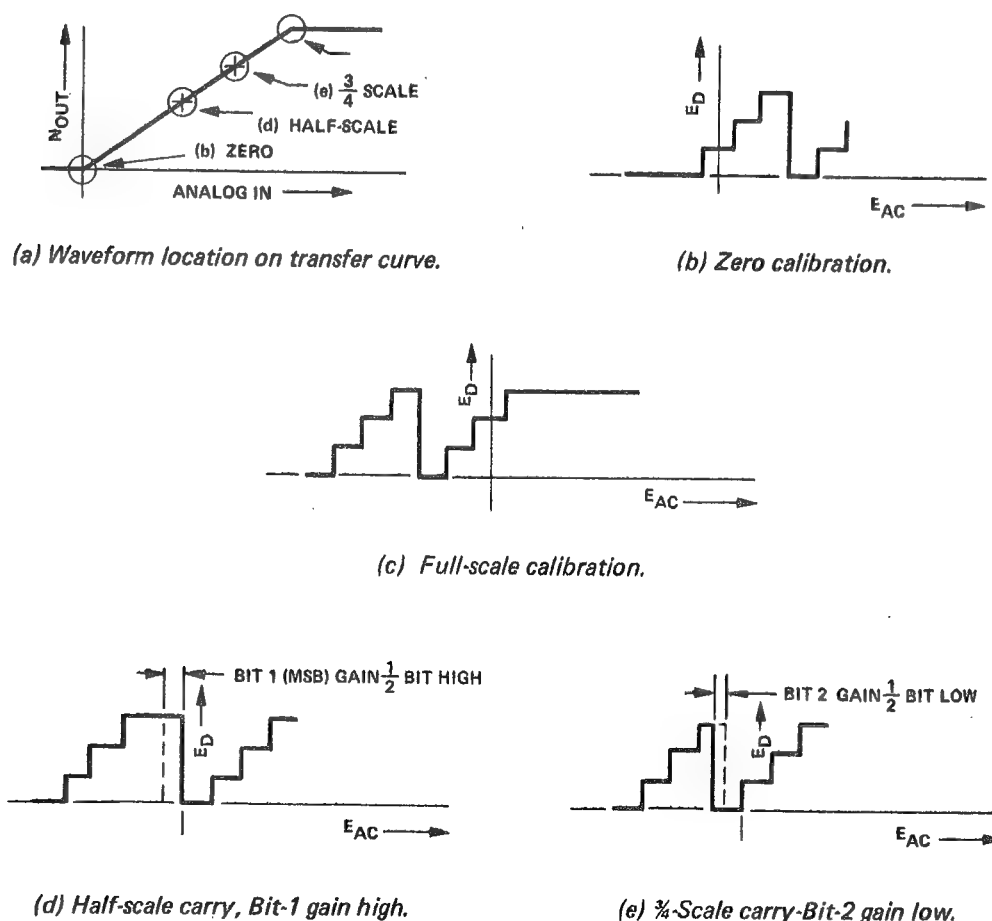 N_OUT
(e) 3/4 SCALE
(d) HALF-SCALE
(b) ZERO
ANALOG IN
(a) Waveform location on transfer curve.
E_D
E_AC
(b) Zero calibration.
E_D
E_AC
(c) Full-scale calibration.
BIT 1 (MSB) GAIN 1/2 BIT HIGH
E_D
E_AC
(d) Half-scale carry, Bit-1 gain high.
BIT 2 GAIN 1/2 BIT LOW
E_D
E_AC
(e) ¾-Scale carry-Bit-2 gain low.